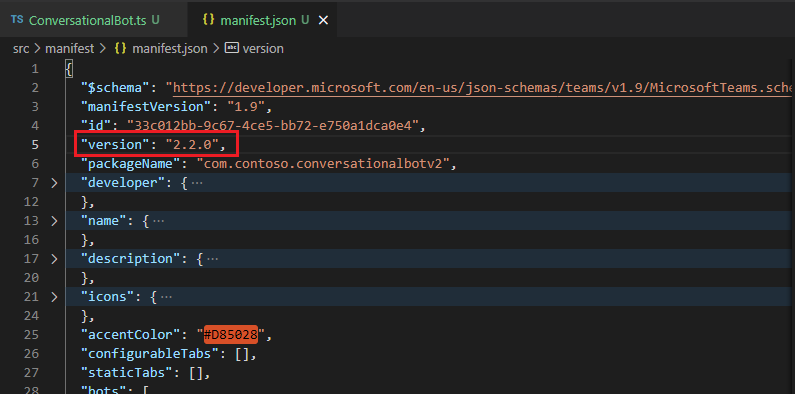 TS ConversationalBot.ts U
{} manifest.json U ×
src > manifest > {} manifest.json > abc version
1 {
2 "$schema": "https://developer.microsoft.com/en-us/json-schemas/teams/v1.9/MicrosoftTeams.sche
3 "manifestVersion": "1.9",
4 "id": "33c012bb-9c67-4ce5-bb72-e750a1dca0e4",
5 "version": "2.2.0",
6 "packageName": "com.contoso.conversationalbotv2",
7 > "developer": {···
12 },
13 > "name": {···
16 },
17 > "description": {···
20 },
21 > "icons": {···
24 },
25 "accentColor": "#D85028",
26 "configurableTabs": [],
27 "staticTabs": [],
28 "bots": [